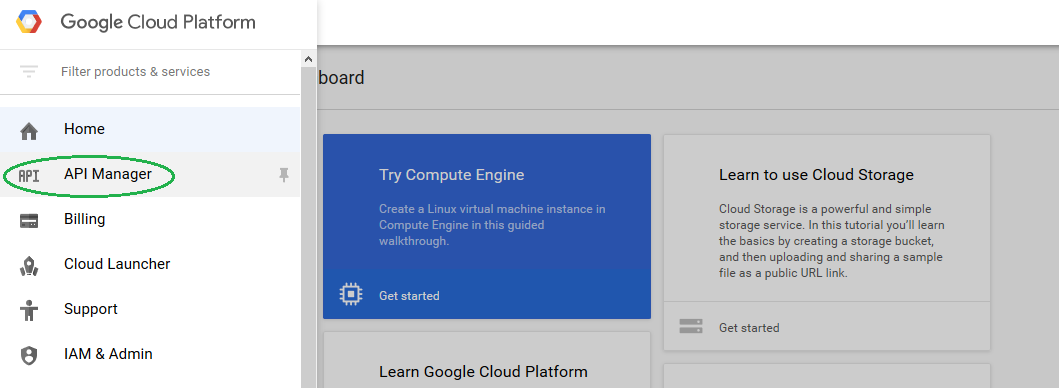 Google Cloud Platform
Filter products & services
board
Home
API API Manager
Billing
Cloud Launcher
Support
IAM & Admin
Try Compute Engine
Create a Linux virtual machine instance in
Compute Engine in this guided
walkthrough.
Get started
Learn to use Cloud Storage
Cloud Storage is a powerful and simple
storage service. In this tutorial you'll learn
the basics by creating a storage bucket,
and then uploading and sharing a sample
file as a public URL link.
Get started
Learn Google Cloud Platform